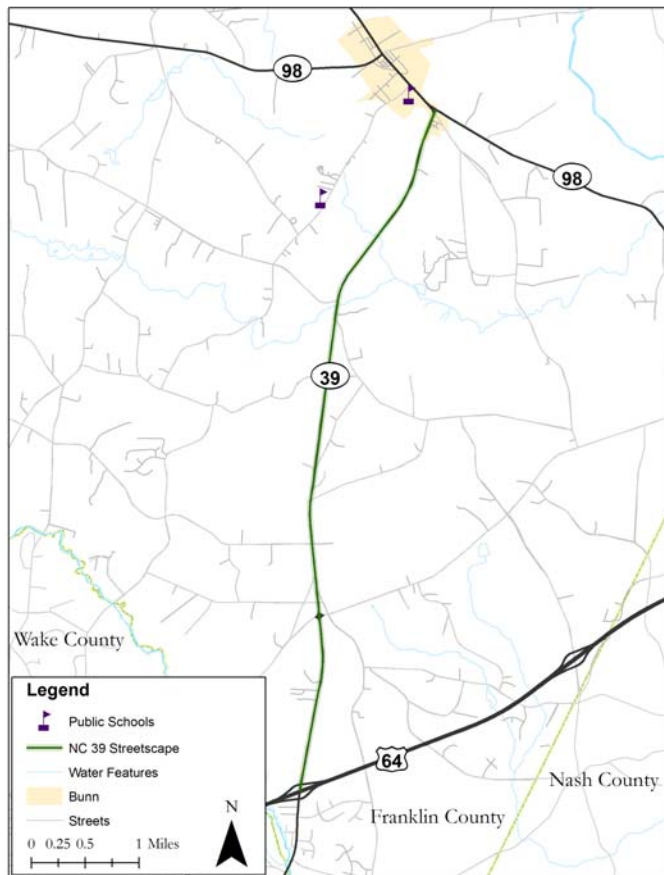 98
98
39
Wake County
64
Nash County
Franklin County
Legend
Public Schools
NC 39 Streetscape
Water Features
Bunn
Streets
0 0.25 0.5 1 Miles
N